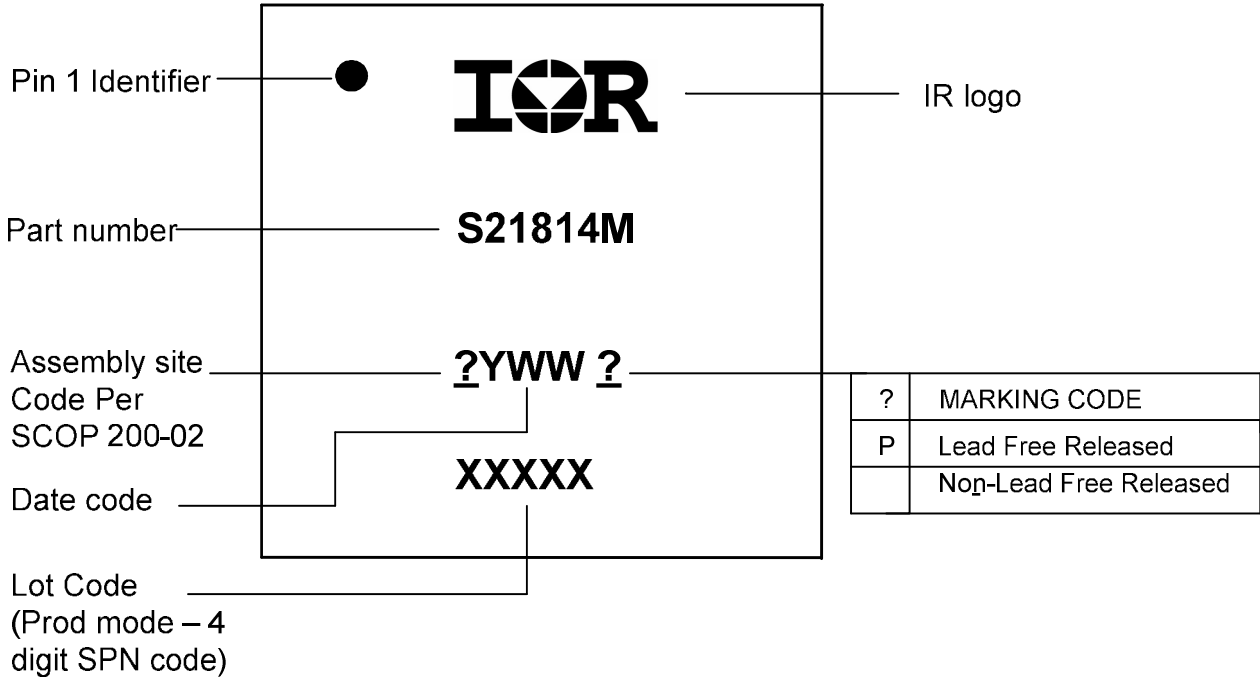 Pin 1 Identifier
IOR
IR logo
Part number
S21814M
Assembly site
Code Per
SCOP 200-02
?YWW ?
? MARKING CODE
P Lead Free Released
Non-Lead Free Released
Date code
XXXXX
Lot Code
(Prod mode – 4
digit SPN code)